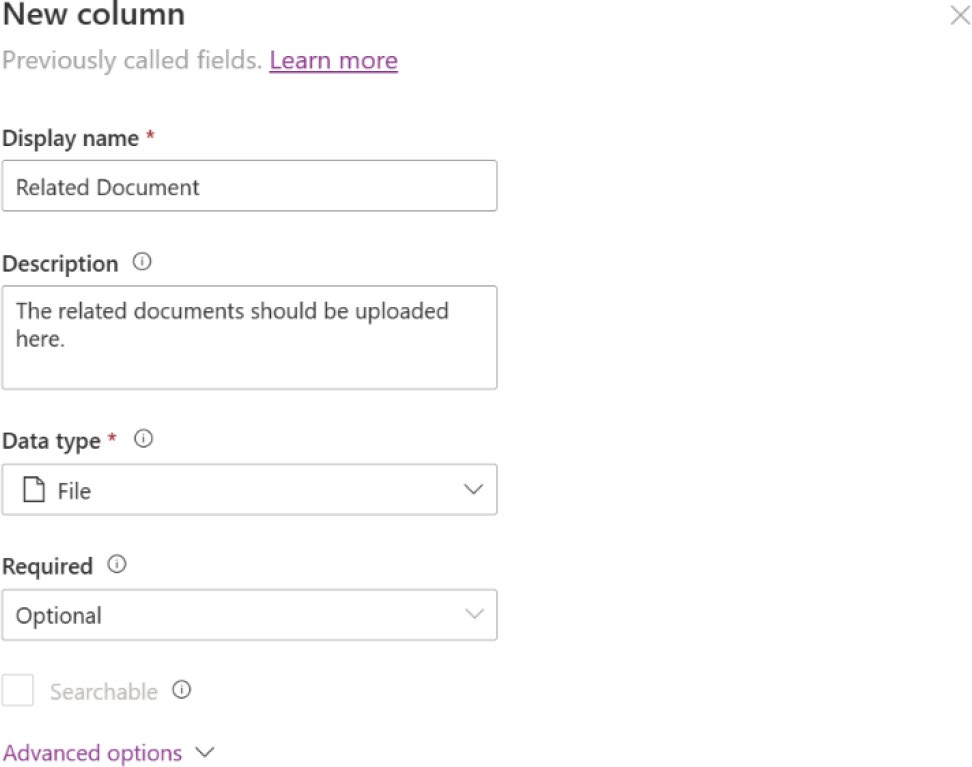 New column
Previously called fields. Learn more
Display name *
Related Document
Description
The related documents should be uploaded
here.
Data type *
File
Required
Optional
Searchable
Advanced options